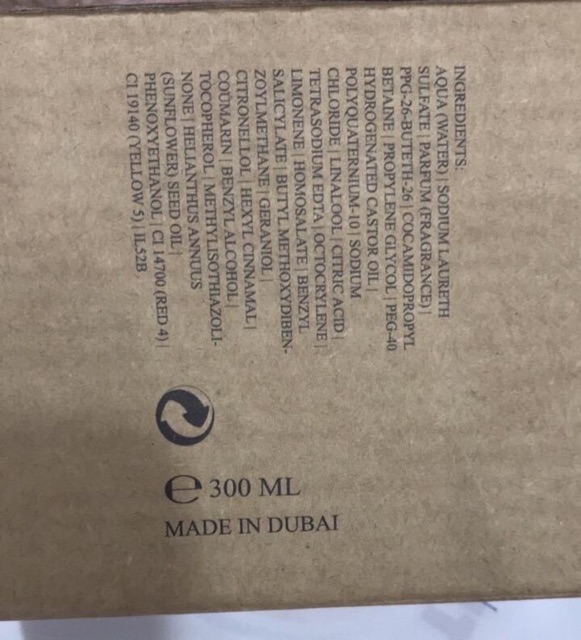 INGREDIENTS:
AQUA (WATER) | SODIUM LAURETH
SULFATE | PARFUM (FRAGRANCE) |
PPG-26-BUTETH-26 | COCAMIDOPROPYL
BETAINE | PROPYLENE GLYCOL | PEG-40
HYDROGENATED CASTOR OIL |
POLYQUATERNIUM-10 | SODIUM
CHLORIDE | LINALOOL | CITRIC ACID |
TETRASODIUM EDTA | OCTOCRYLENE |
LIMONENE | HOMOSALATE | BENZYL
SALICYLATE | BUTYL METHOXYDIBEN-
ZOYLMETHANE | GERANIOL |
CITRONELLOL | HEXYL CINNAMAL |
COUMARIN | BENZYL ALCOHOL |
TOCOPHEROL | METHYLISOTHIAZOLI-
NONE | HELIANTHUS ANNUUS
(SUNFLOWER) SEED OIL |
PHENOXYETHANOL | CI 14700 (RED 4) |
CI 19140 (YELLOW 5) | IL52B
e 300 ML
MADE IN DUBAI